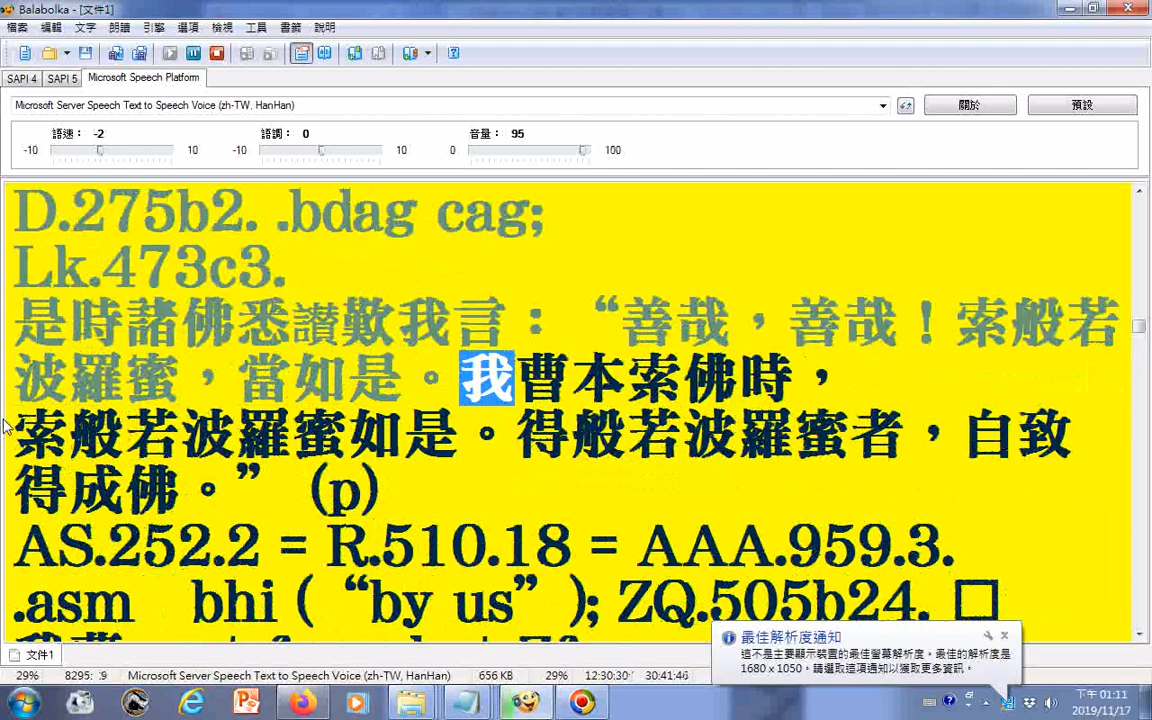 Balabolka - [文件1]
檔案 編輯 文字 朗讀 引擎 選項 檢視 工具 書籤 說明
SAPI 4 SAPI 5 Microsoft Speech Platform
Microsoft Server Speech Text to Speech Voice (zh-TW, HanHan) 關於 預設
語速： -2 語調： 0 音量： 95
-10 10 -10 10 0 100
D.275b2. .bdag cag;
Lk.473c3.
是時諸佛悉讃歎我言：“善哉，善哉！索般若
波羅蜜，當如是。我曹本索佛時，
索般若波羅蜜如是。得般若波羅蜜者，自致
得成佛。” (p)
AS.252.2 = R.510.18 = AAA.959.3.
.asm bhi (“by us”); ZQ.505b24. □
最佳解析度通知
這不是主要顯示裝置的最佳螢幕解析度。最佳的解析度是
1680 x 1050。請選取這項通知以獲取更多資訊。
文件1
29% 8295: :9 Microsoft Server Speech Text to Speech Voice (zh-TW, HanHan) 656 KB 29% 12:30:30 30:41:46
下午 01:11
2019/11/17